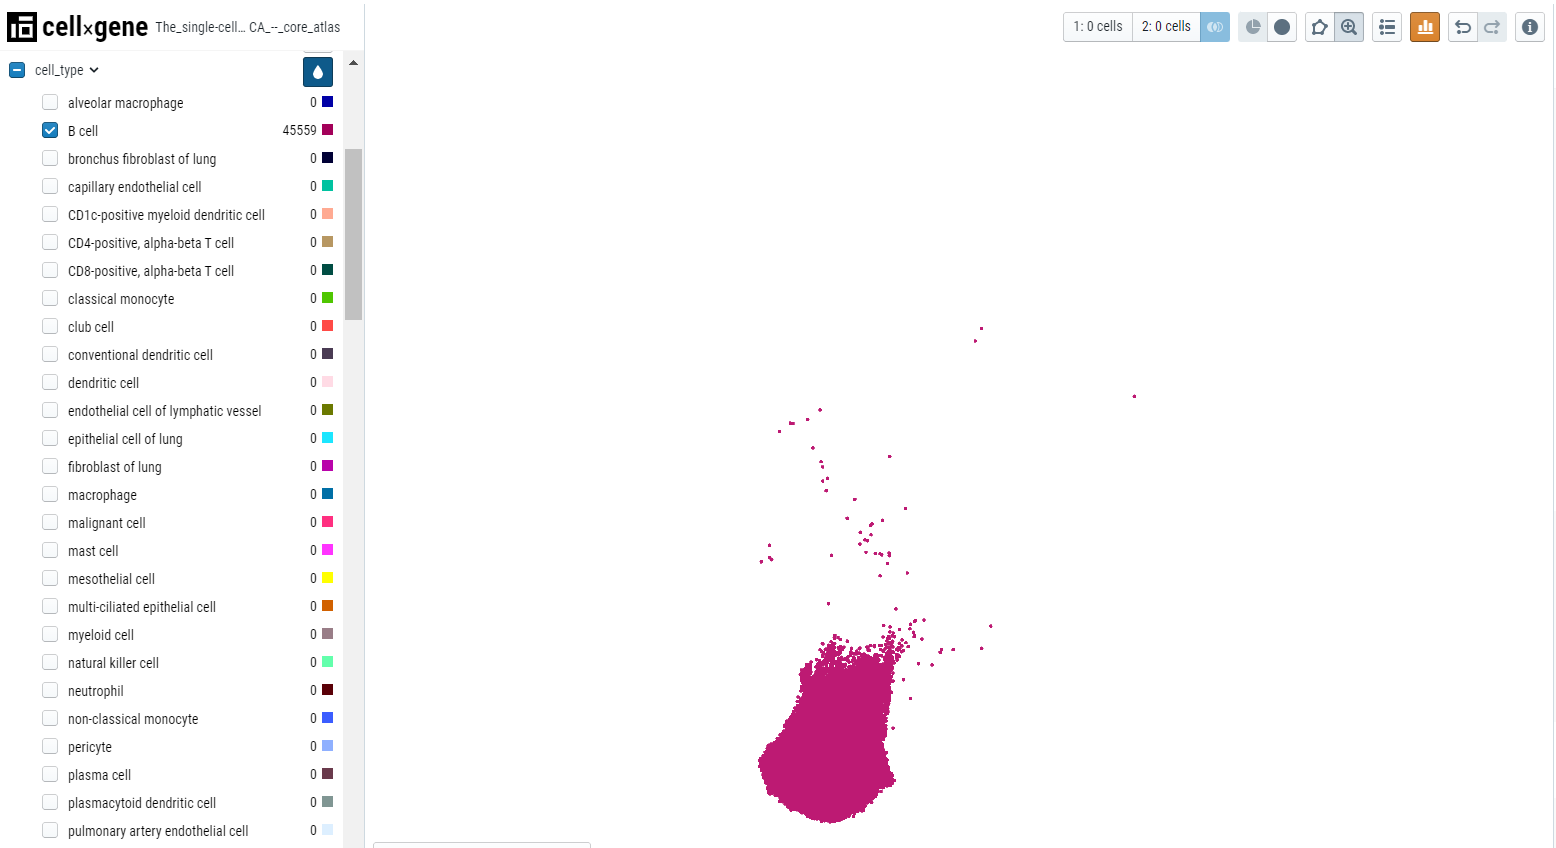 cell×gene The_single-cell… CA_--_core_atlas
1: 0 cells 2: 0 cells
cell_type
alveolar macrophage 0
B cell 45559
bronchus fibroblast of lung 0
capillary endothelial cell 0
CD1c-positive myeloid dendritic cell 0
CD4-positive, alpha-beta T cell 0
CD8-positive, alpha-beta T cell 0
classical monocyte 0
club cell 0
conventional dendritic cell 0
dendritic cell 0
endothelial cell of lymphatic vessel 0
epithelial cell of lung 0
fibroblast of lung 0
macrophage 0
malignant cell 0
mast cell 0
mesothelial cell 0
multi-ciliated epithelial cell 0
myeloid cell 0
natural killer cell 0
neutrophil 0
non-classical monocyte 0
pericyte 0
plasma cell 0
plasmacytoid dendritic cell 0
pulmonary artery endothelial cell 0